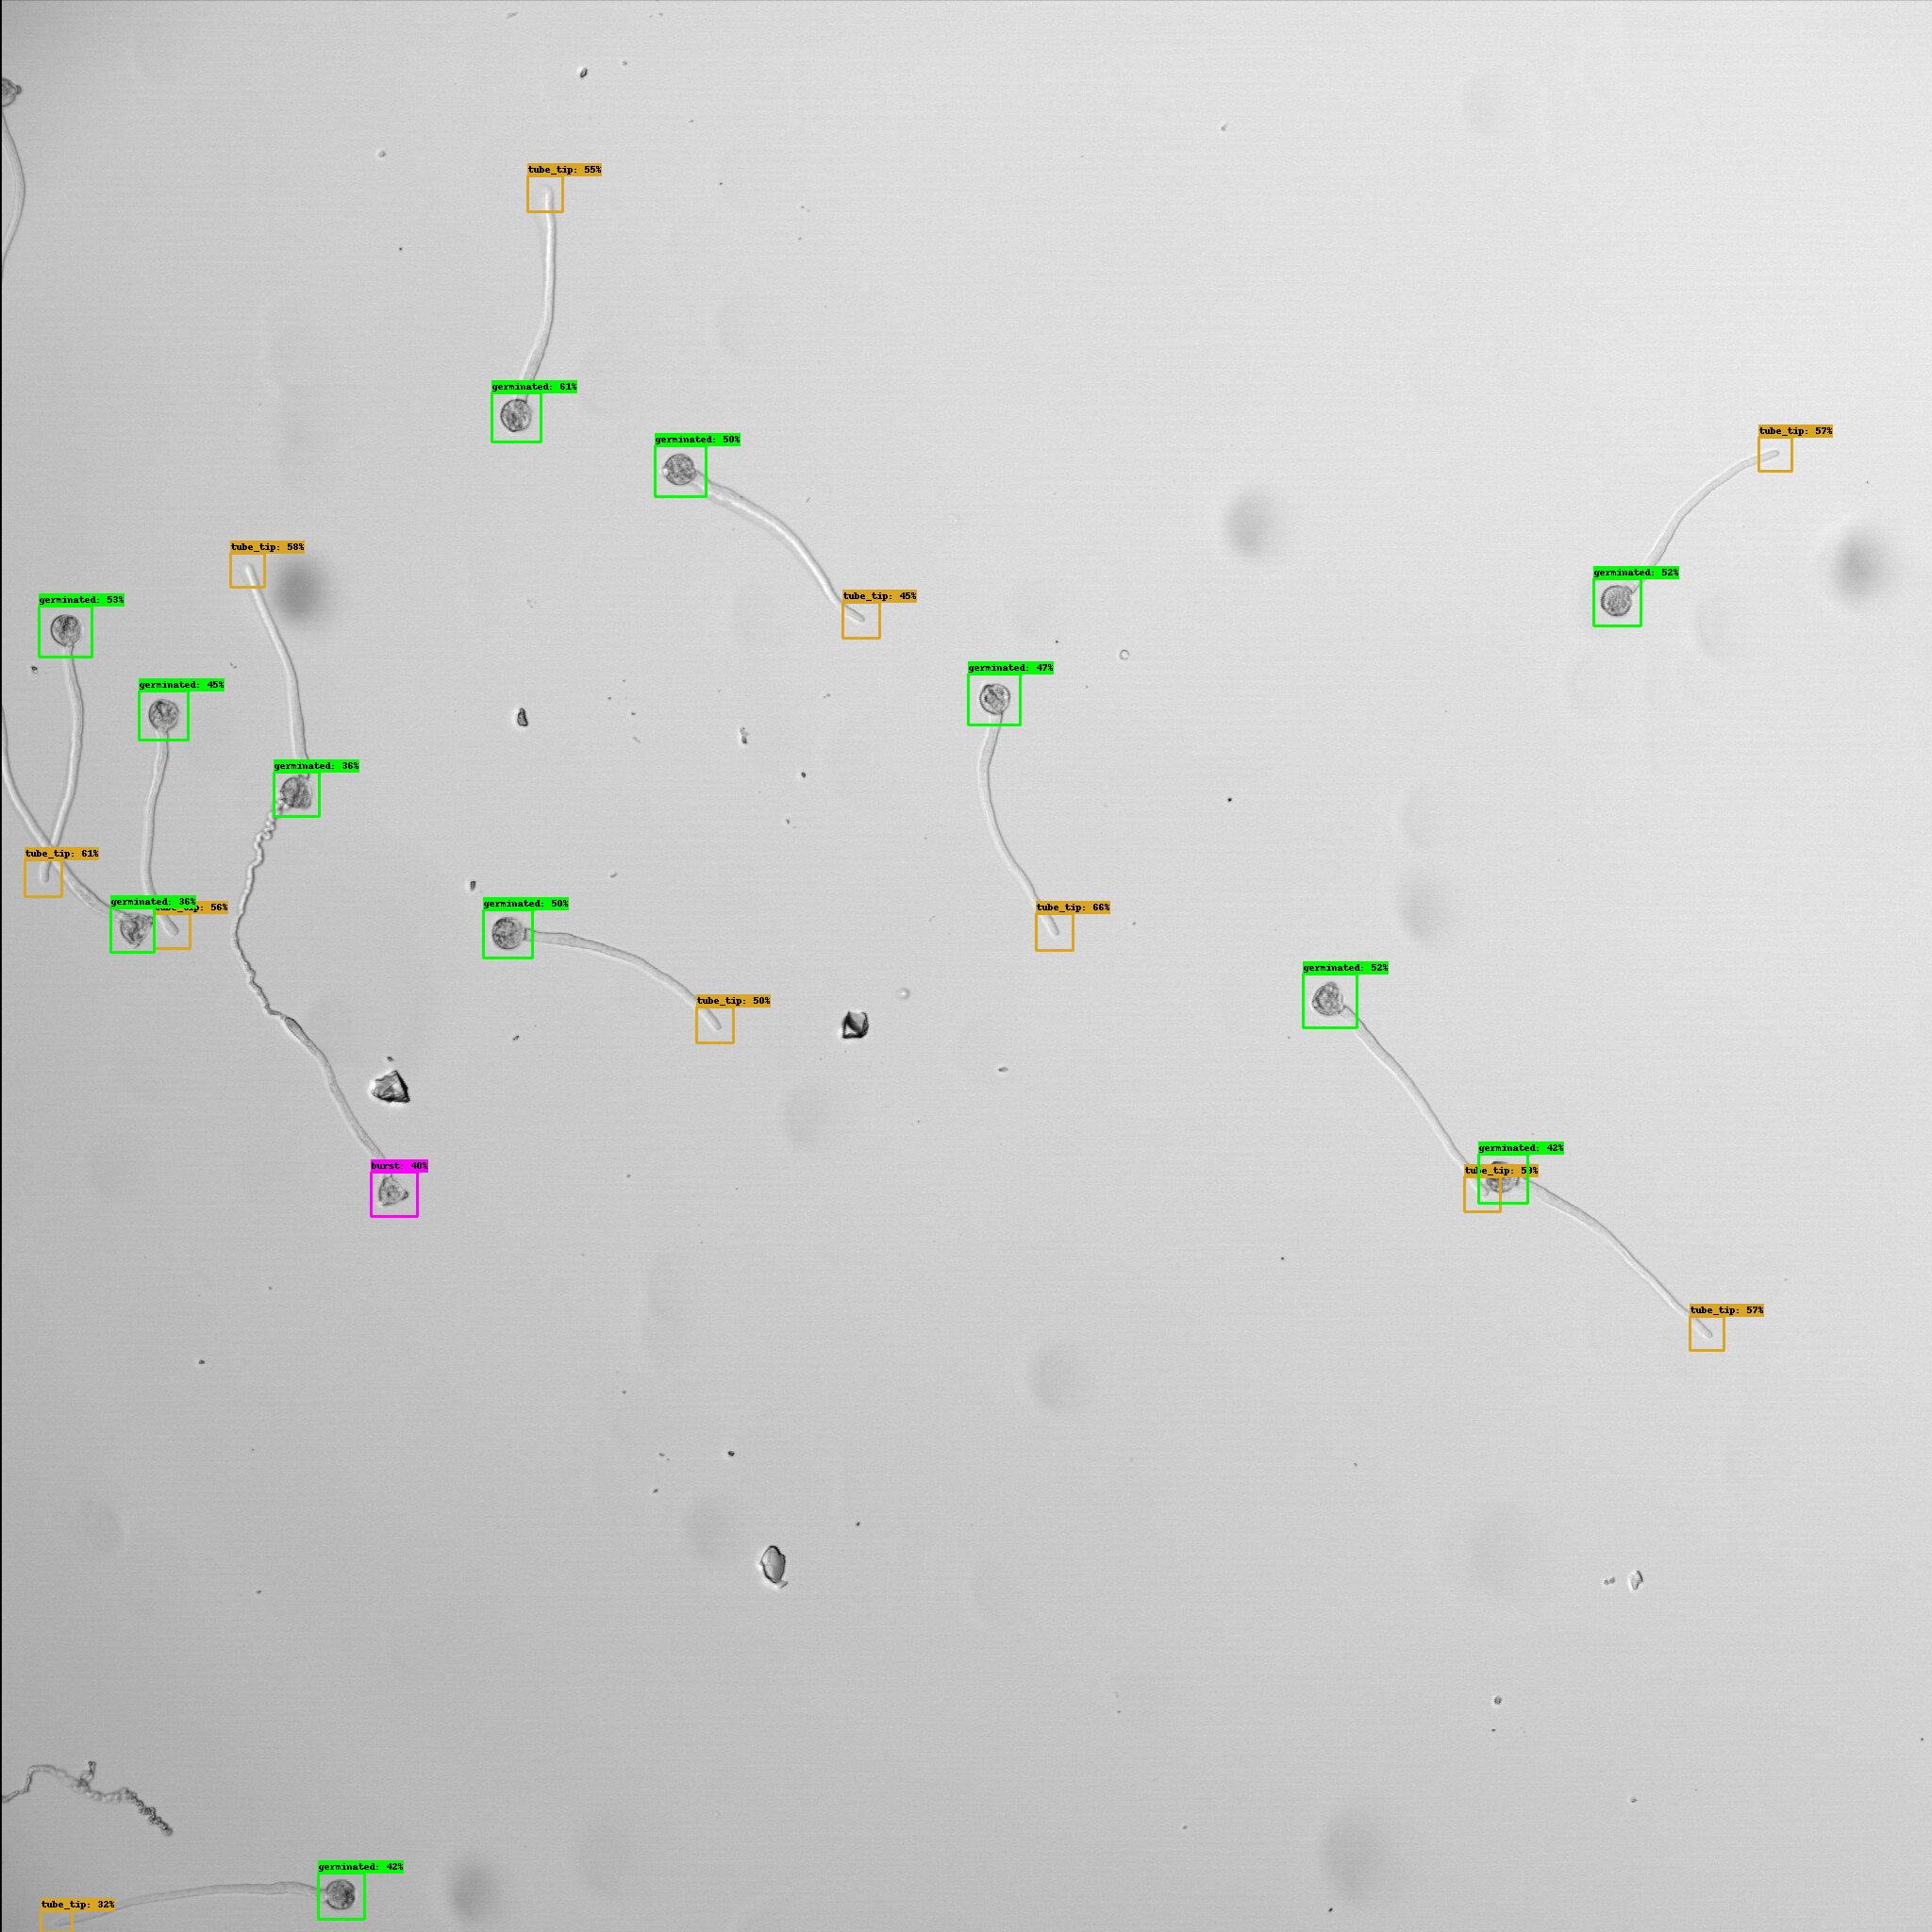 tube_tip: 55%
germinated: 61%
tube_tip: 57%
germinated: 50%
tube_tip: 58%
germinated: 52%
tube_tip: 45%
germinated: 53%
germinated: 47%
germinated: 45%
germinated: 36%
tube_tip: 61%
germinated: 36%
56%
germinated: 50%
tube_tip: 66%
germinated: 52%
tube_tip: 50%
germinated: 42%
burst: 40%
tube_tip:
tube_tip: 57%
germinated: 42%
tube_tip: 32%